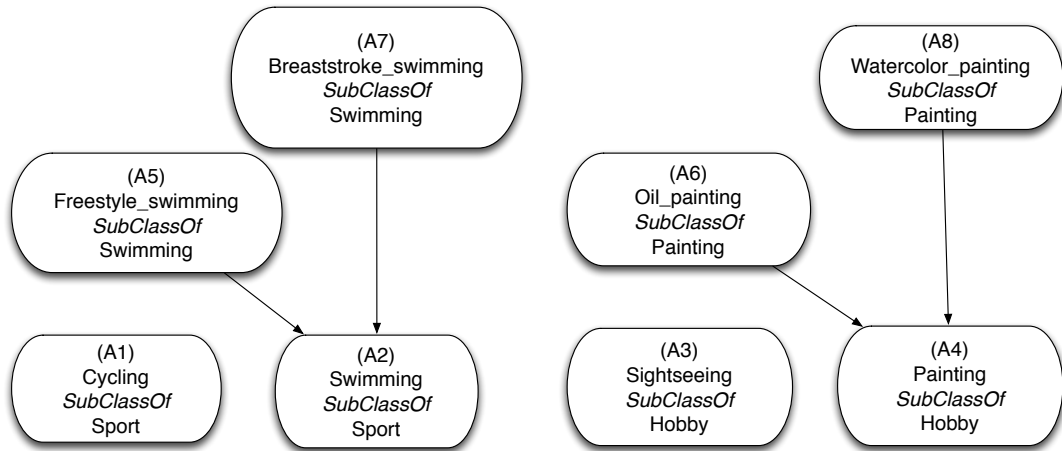 (A7)
Breaststroke_swimming
SubClassOf
Swimming
(A8)
Watercolor_painting
SubClassOf
Painting
(A5)
Freestyle_swimming
SubClassOf
Swimming
(A6)
Oil_painting
SubClassOf
Painting
(A1)
Cycling
SubClassOf
Sport
(A2)
Swimming
SubClassOf
Sport
(A3)
Sightseeing
SubClassOf
Hobby
(A4)
Painting
SubClassOf
Hobby